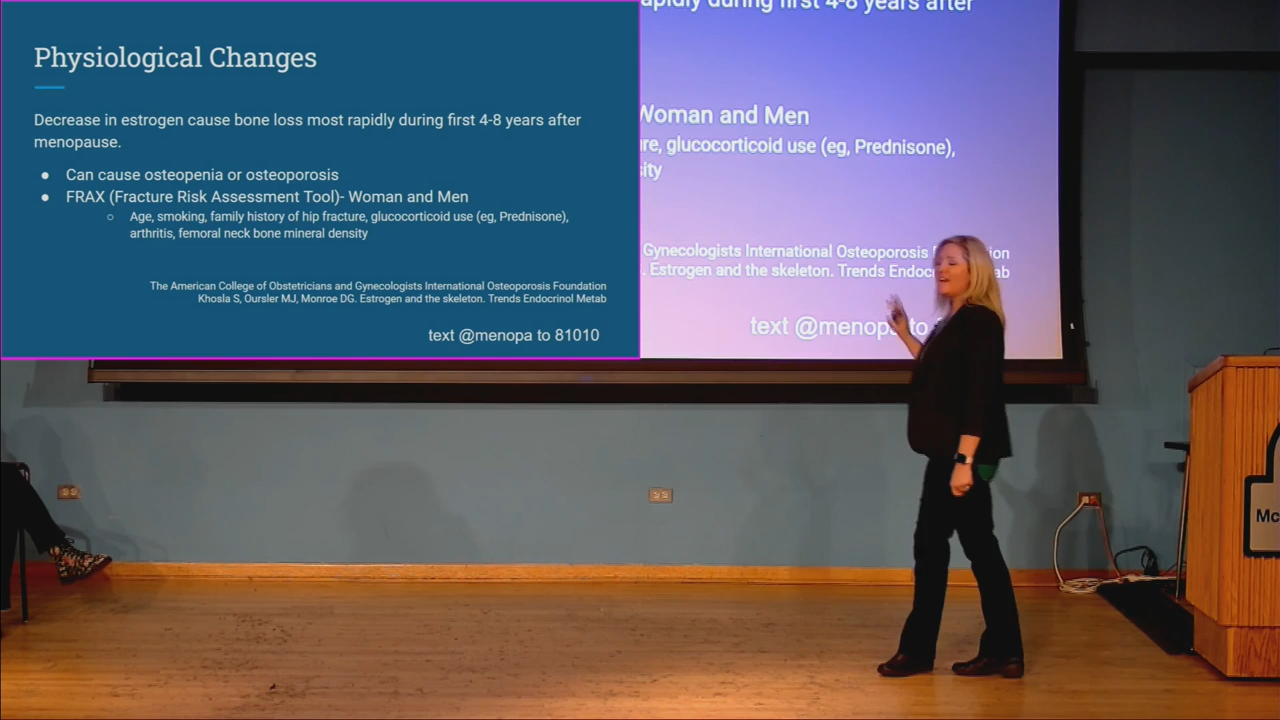 Physiological Changes
Decrease in estrogen cause bone loss most rapidly during first 4-8 years after
menopause.
● Can cause osteopenia or osteoporosis
● FRAX (Fracture Risk Assessment Tool)- Woman and Men
○ Age, smoking, family history of hip fracture, glucocorticoid use (eg, Prednisone),
arthritis, femoral neck bone mineral density
The American College of Obstetricians and Gynecologists International Osteoporosis Foundation
Khosla S, Oursler MJ, Monroe DG. Estrogen and the skeleton. Trends Endocrinol Metab
text @menopa to 81010
rapidly during first 4-8 years after
Woman and Men
glucocorticoid use (eg, Prednisone),
Gynecologists International Osteoporosis
Estrogen and the skeleton. Trends
text @menopa to
Mc